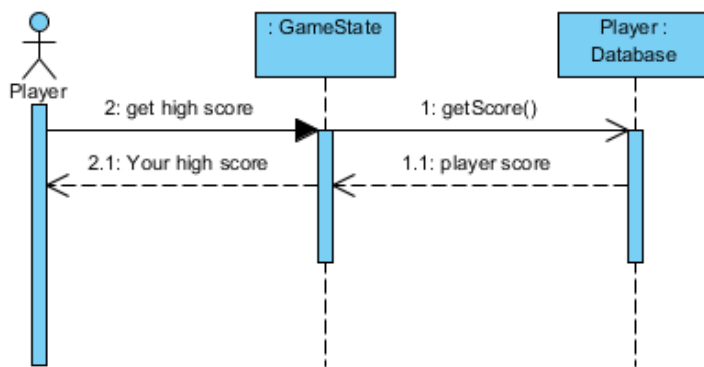 : GameState
Player :
Database
Player
2: get high score
1: getScore()
2.1: Your high score
1.1: player score